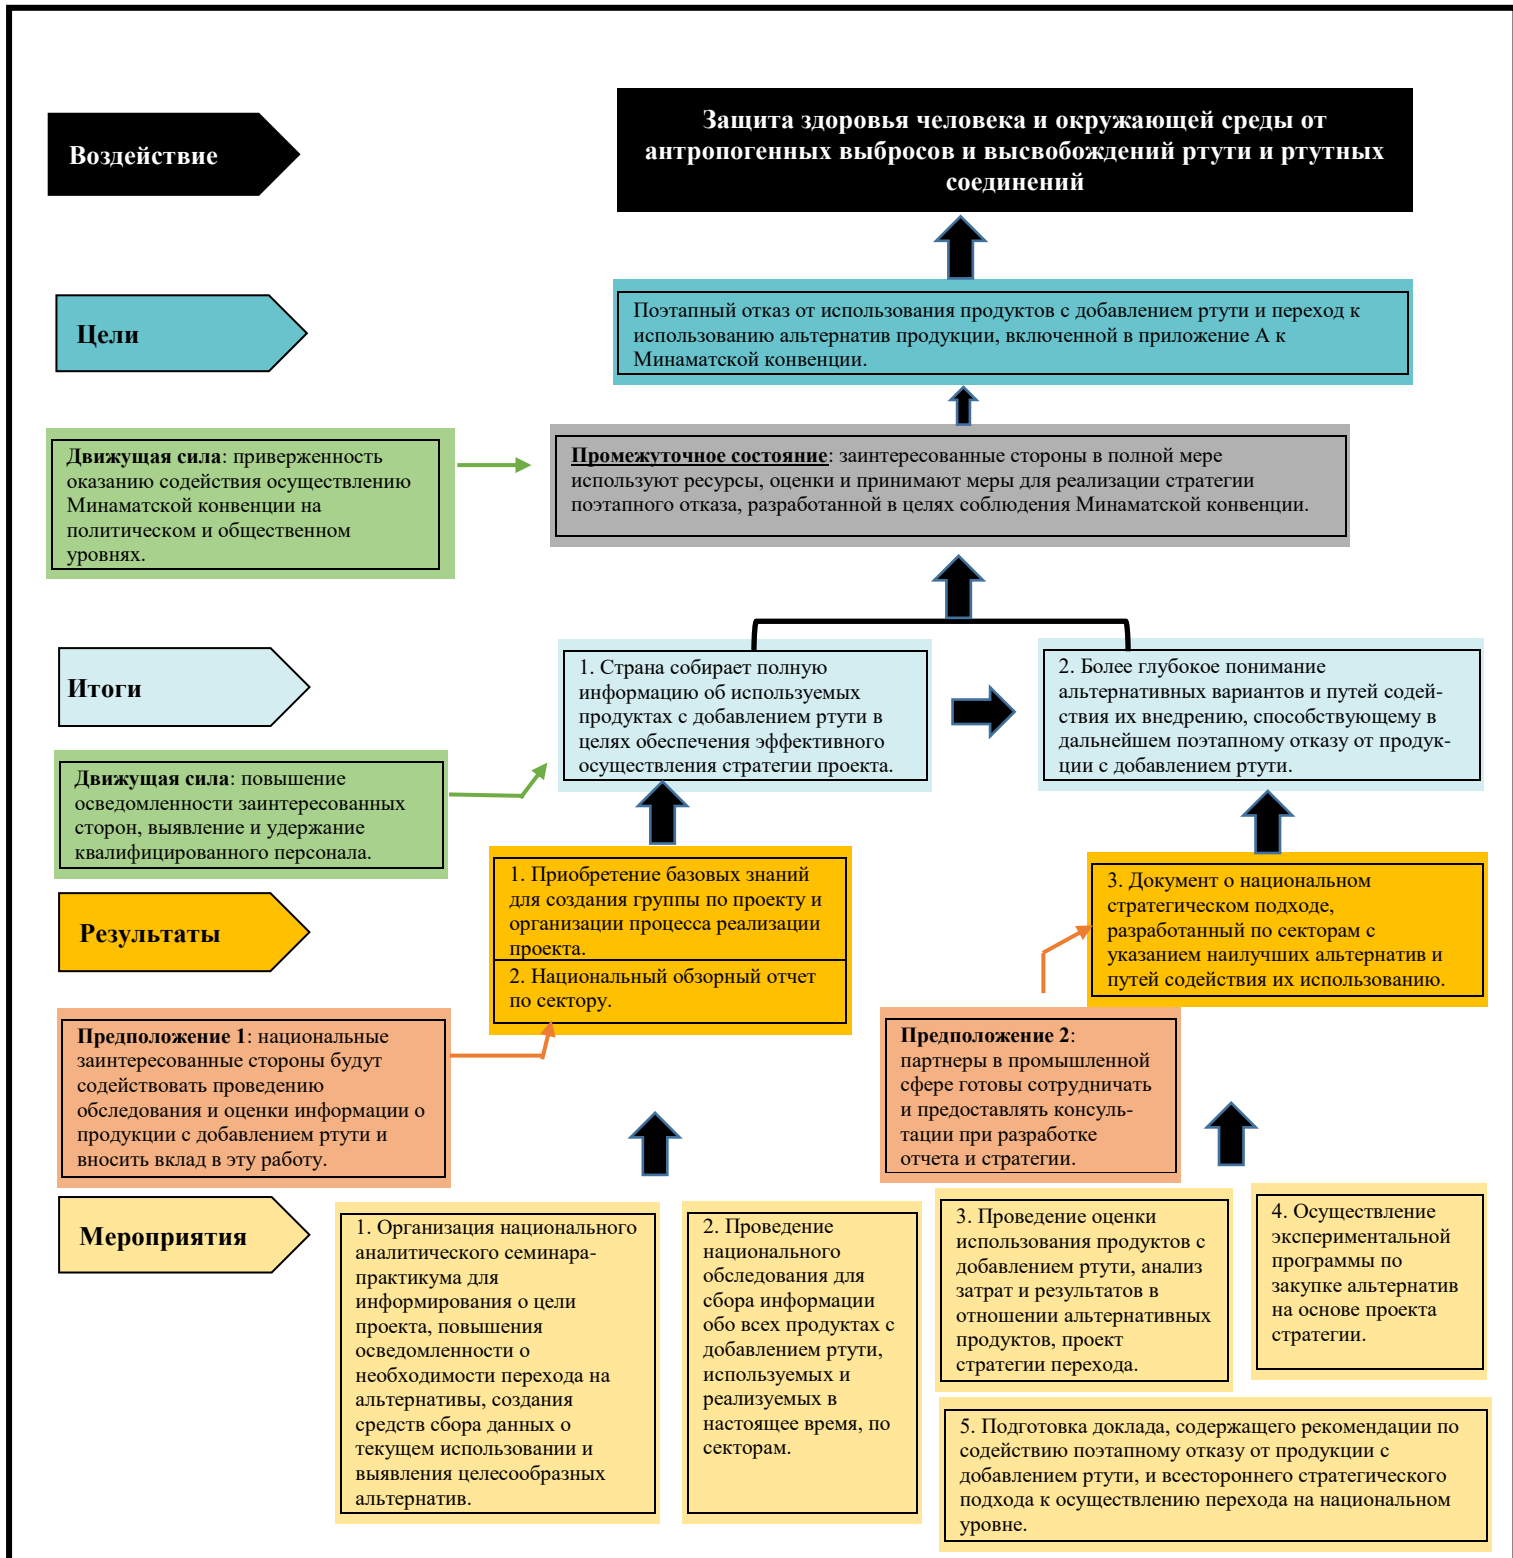 Воздействие
Защита здоровья человека и окружающей среды от
антропогенных выбросов и высвобождений ртути и ртутных
соединений
Цели
Поэтапный отказ от использования продуктов с добавлением ртути и переход к
использованию альтернатив продукции, включенной в приложение А к
Минаматской конвенции.
Движущая сила: приверженность
оказанию содействия осуществлению
Минаматской конвенции на
политическом и общественном
уровнях.
Промежуточное состояние: заинтересованные стороны в полной мере
используют ресурсы, оценки и принимают меры для реализации стратегии
поэтапного отказа, разработанной в целях соблюдения Минаматской конвенции.
Итоги
1. Страна собирает полную
информацию об используемых
продуктах с добавлением ртути в
целях обеспечения эффективного
осуществления стратегии проекта.
2. Более глубокое понимание
альтернативных вариантов и путей содей-
ствия их внедрению, способствующему в
дальнейшем поэтапному отказу от продук-
ции с добавлением ртути.
Движущая сила: повышение
осведомленности заинтересованных
сторон, выявление и удержание
квалифицированного персонала.
Результаты
1. Приобретение базовых знаний
для создания группы по проекту и
организации процесса реализации
проекта.
2. Национальный обзорный отчет
по сектору.
3. Документ о национальном
стратегическом подходе,
разработанный по секторам с
указанием наилучших альтернатив и
путей содействия их использованию.
Предположение 1: национальные
заинтересованные стороны будут
содействовать проведению
обследования и оценки информации о
продукции с добавлением ртути и
вносить вклад в эту работу.
Предположение 2:
партнеры в промышленной
сфере готовы сотрудничать
и предоставлять консуль-
тации при разработке
отчета и стратегии.
Мероприятия
1. Организация национального
аналитического семинара-
практикума для
информирования о цели
проекта, повышения
осведомленности о
необходимости перехода на
альтернативы, создания
средств сбора данных о
текущем использовании и
выявления целесообразных
альтернатив.
2. Проведение
национального
обследования для
сбора информации
обо всех продуктах с
добавлением ртути,
используемых и
реализуемых в
настоящее время, по
секторам.
3. Проведение оценки
использования продуктов с
добавлением ртути, анализ
затрат и результатов в
отношении альтернативных
продуктов, проект
стратегии перехода.
4. Осуществление
экспериментальной
программы по
закупке альтернатив
на основе проекта
стратегии.
5. Подготовка доклада, содержащего рекомендации по
содействию поэтапному отказу от продукции с
добавлением ртути, и всестороннего стратегического
подхода к осуществлению перехода на национальном
уровне.